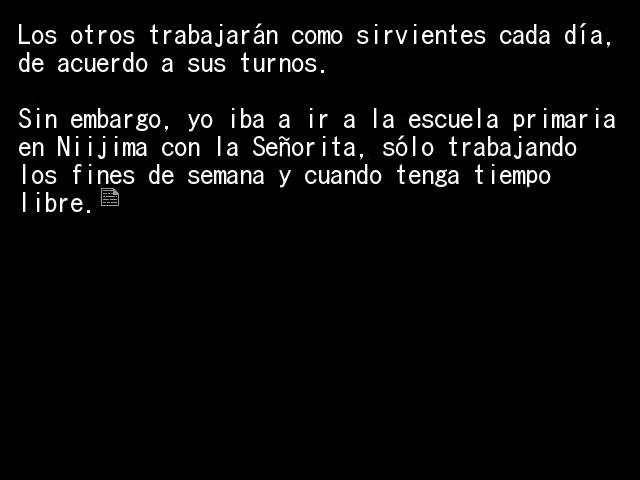 Los otros trabajarán como sirvientes cada día,
de acuerdo a sus turnos.
Sin embargo, yo iba a ir a la escuela primaria
en Niijima con la Señorita, sólo trabajando
los fines de semana y cuando tenga tiempo
libre.